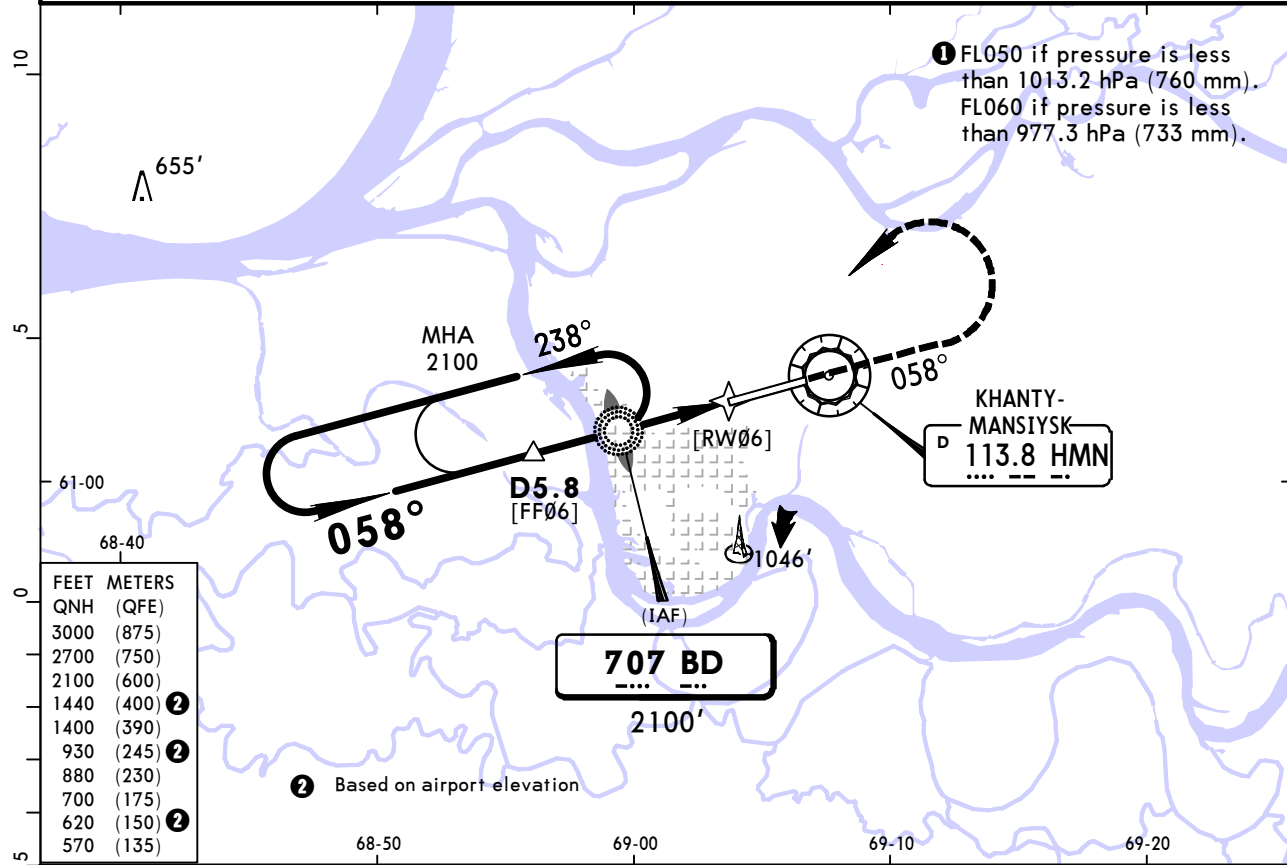 10
❶ FL050 if pressure is less
than 1013.2 hPa (760 mm).
FL060 if pressure is less
than 977.3 hPa (733 mm).
655'
5
MHA
2100
238°
058°
KHANTY-
MANSIYSK
D 113.8 HMN
[RW06]
D5.8
[FF06]
61-00
058°
68-40
1046'
0
(IAF)
707 BD
2100'
FEET METERS
QNH (QFE)
3000 (875)
2700 (750)
2100 (600)
1440 (400) ❷
1400 (390)
930 (245) ❷
880 (230)
700 (175)
620 (150) ❷
570 (135)
❷ Based on airport elevation
5
68-50
69-00
69-10
69-20